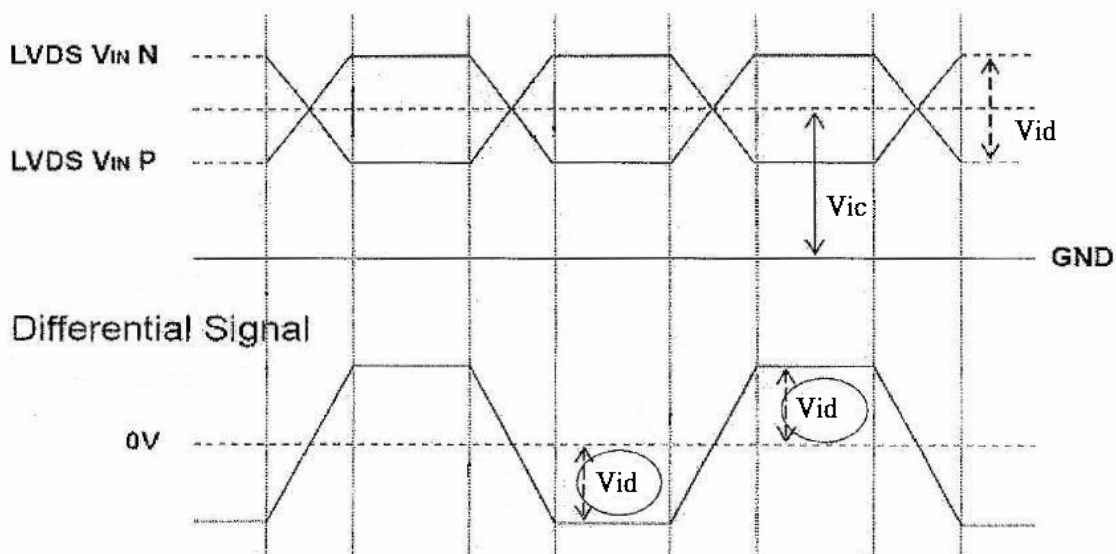 LVDS VIN N
Vid
LVDS VIN P
Vic
GND
Differential Signal
Vid
0V
Vid